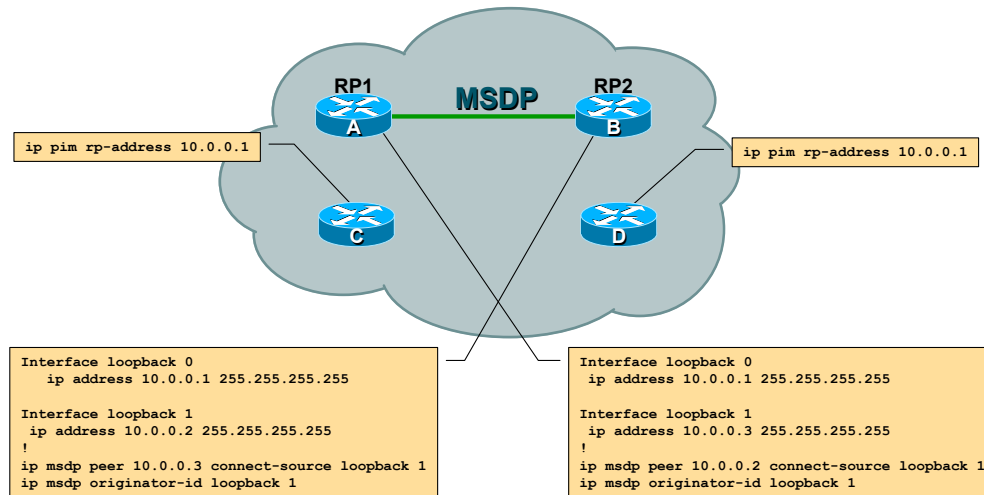 RP1
RP2
MSDP
A
B
ip pim rp-address 10.0.0.1
ip pim rp-address 10.0.0.1
C
D
Interface loopback 0
ip address 10.0.0.1 255.255.255.255
Interface loopback 1
ip address 10.0.0.2 255.255.255.255
!
ip msdp peer 10.0.0.3 connect-source loopback 1
ip msdp originator-id loopback 1
Interface loopback 0
ip address 10.0.0.1 255.255.255.255
Interface loopback 1
ip address 10.0.0.3 255.255.255.255
!
ip msdp peer 10.0.0.2 connect-source loopback 1
ip msdp originator-id loopback 1